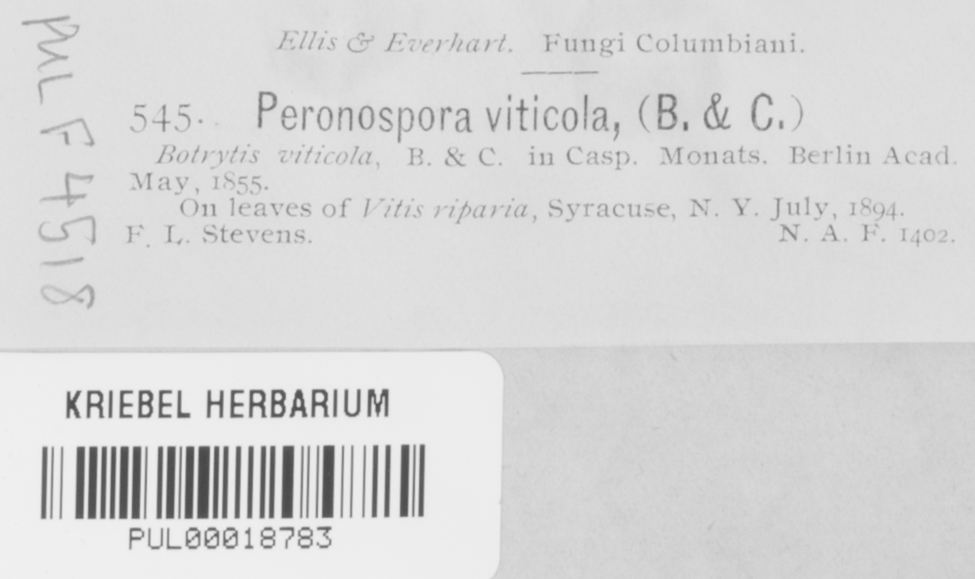 PUL F 4518
Ellis & Everhart. Fungi Columbiani.
545. Peronospora viticola, (B. & C.)
Botrytis viticola, B. & C. in Casp. Monats. Berlin Acad.
May, 1855.
On leaves of Vitis riparia, Syracuse, N. Y. July, 1894.
F. L. Stevens. N. A. F. 1402.
KRIEBEL HERBARIUM
PUL00018783